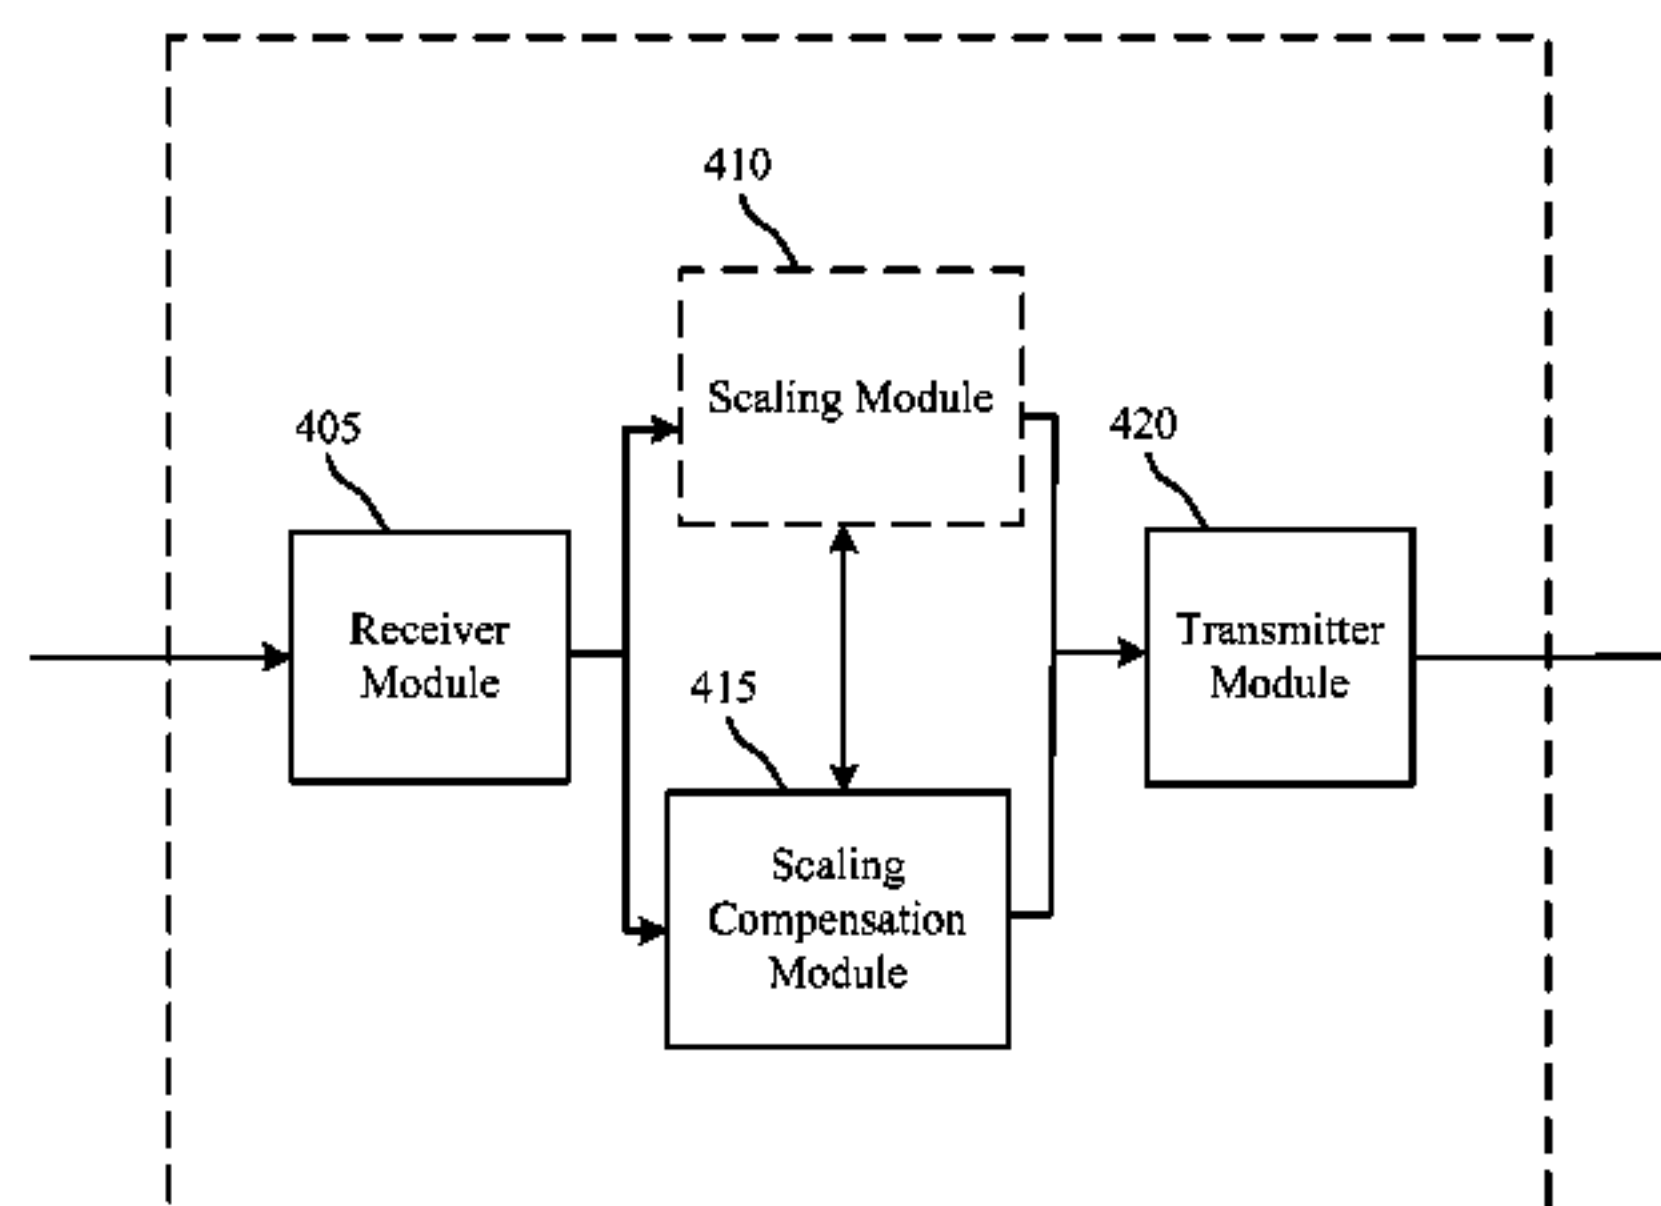 410
Scaling Module
405
420
Receiver
Module
Transmitter
Module
415
Scaling
Compensation
Module